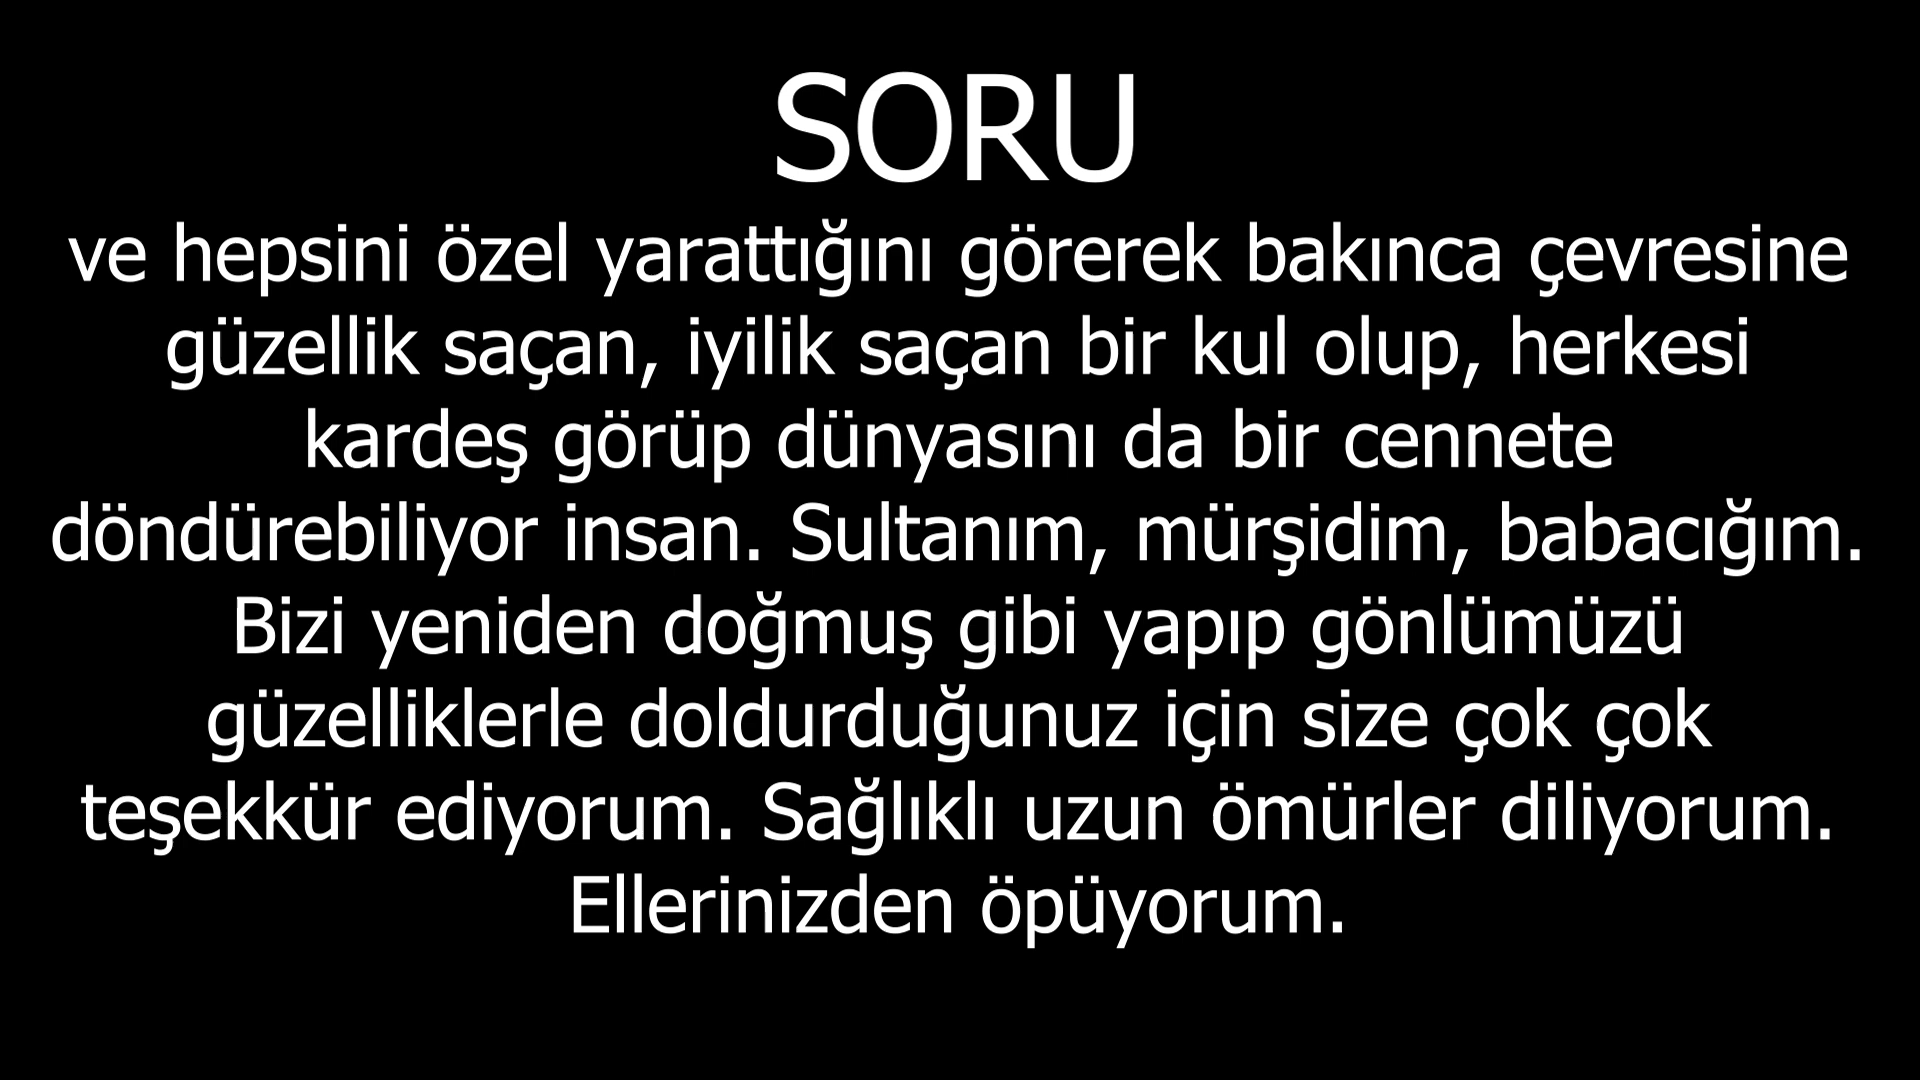 SORU
ve hepsini özel yarattığını görerek bakınca çevresine
güzellik saçan, iyilik saçan bir kul olup, herkesi
kardeş görüp dünyasını da bir cennete
döndürebiliyor insan. Sultanım, mürşidim, babacığım.
Bizi yeniden doğmuş gibi yapıp gönlümüzü
güzelliklerle doldurduğunuz için size çok çok
teşekkür ediyorum. Sağlıklı uzun ömürler diliyorum.
Ellerinizden öpüyorum.